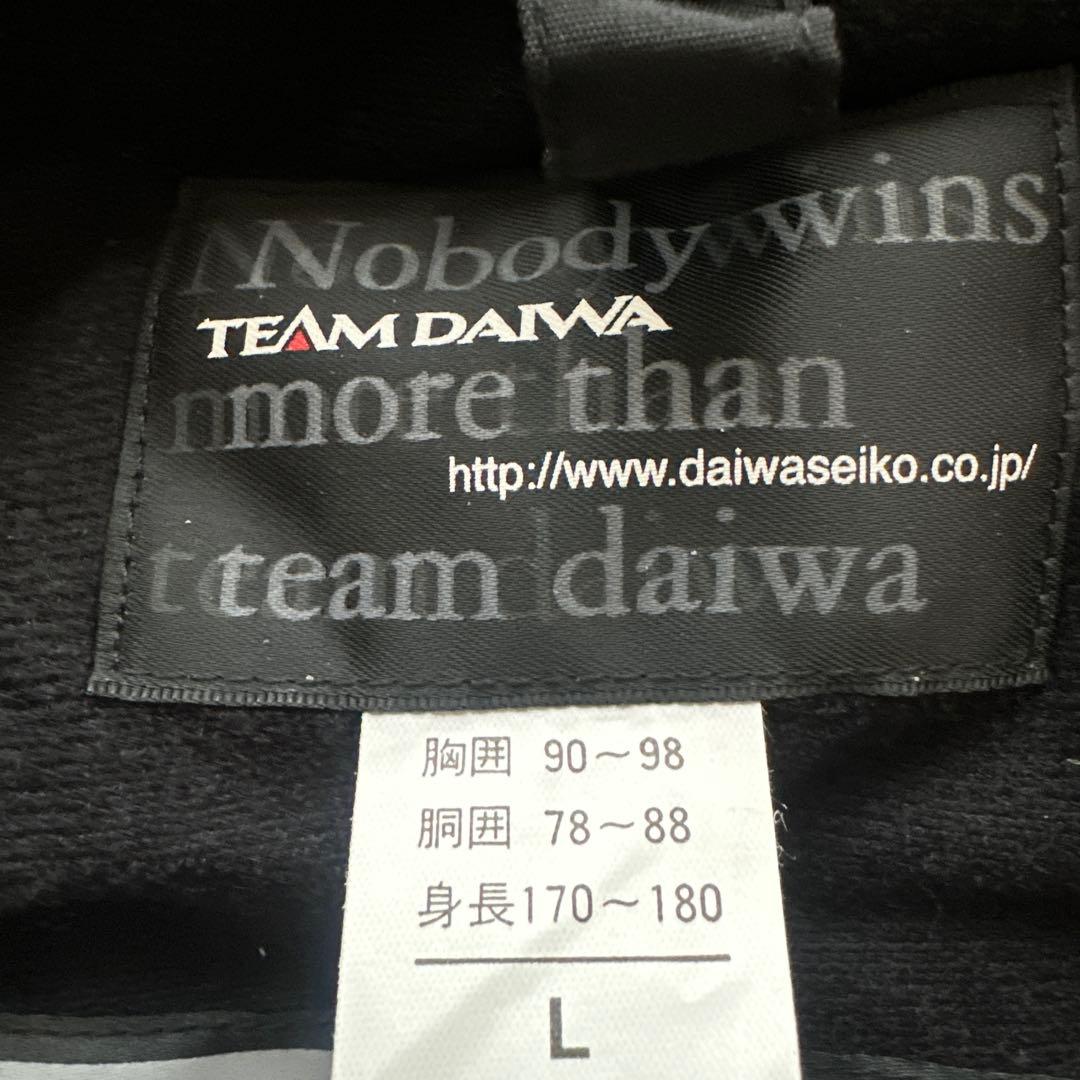 Nobody wins
TEAM DAIWA
more than
http://www.daiwaseiko.co.jp/
team daiwa
胸囲 90～98
胴囲 78～88
身長170～180
L